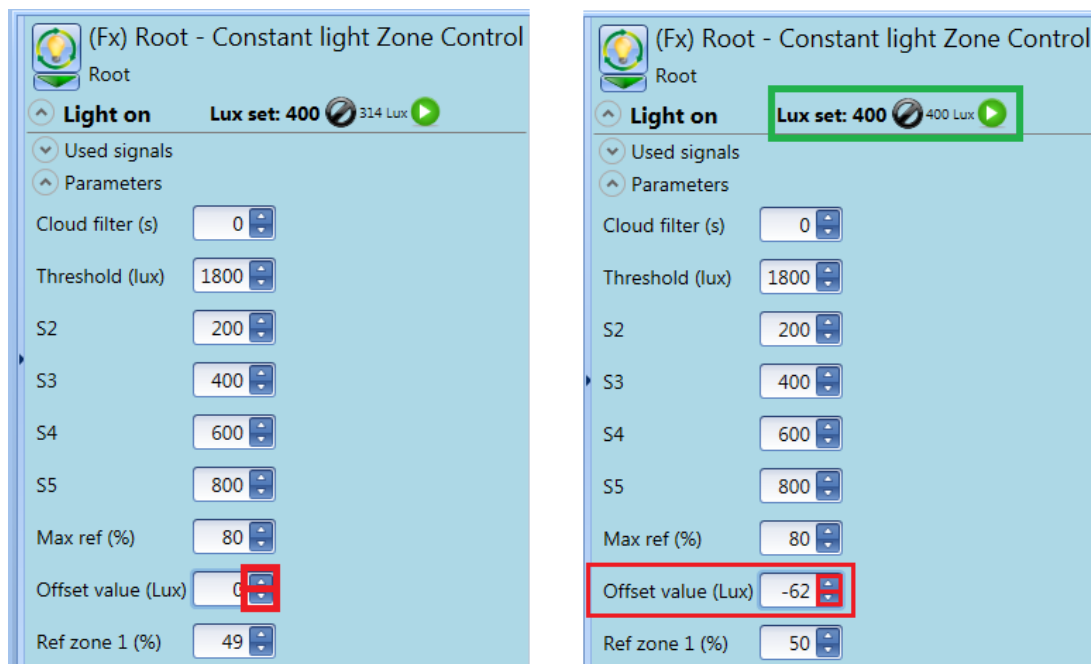 (Fx) Root - Constant light Zone Control
Root
Light on Lux set: 400 314 Lux
Used signals
Parameters
Cloud filter (s) 0
Threshold (lux) 1800
S2 200
S3 400
S4 600
S5 800
Max ref (%) 80
Offset value (Lux) 0
Ref zone 1 (%) 49
(Fx) Root - Constant light Zone Control
Root
Light on Lux set: 400 400 Lux
Used signals
Parameters
Cloud filter (s) 0
Threshold (lux) 1800
S2 200
S3 400
S4 600
S5 800
Max ref (%) 80
Offset value (Lux) -62
Ref zone 1 (%) 50